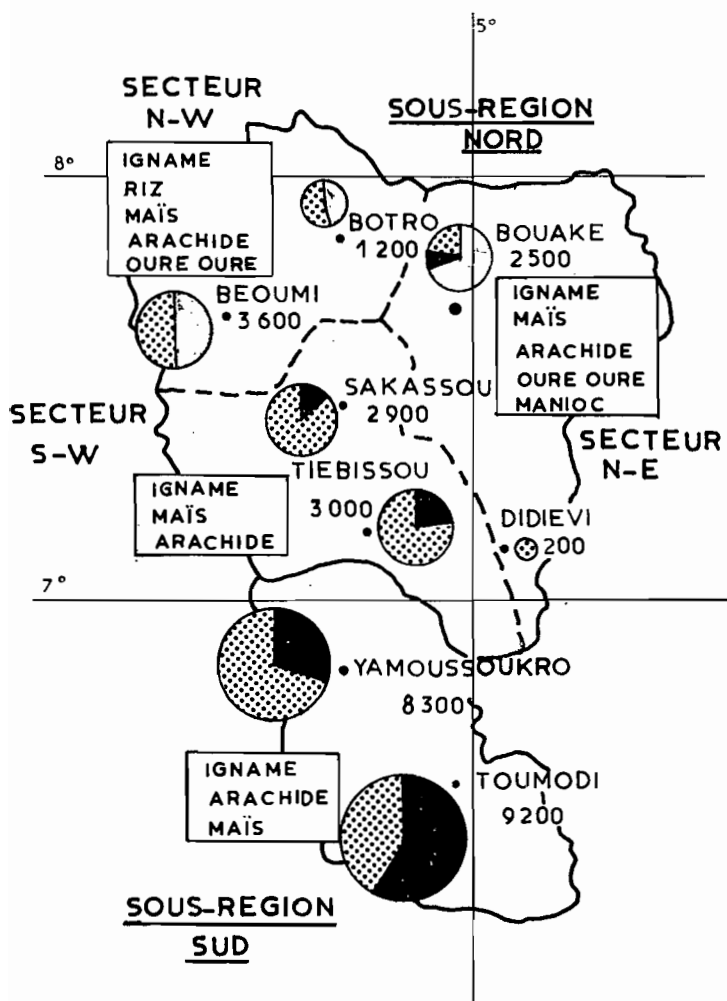 5°
SECTEUR
N-W
SOUS-REGION
NORD
8°
IGNAME
RIZ
MAÏS
ARACHIDE
OURE OURE
BOTRO
1 200
BOUAKE
2 500
BEOUMI
3 600
IGNAME
MAÏS
ARACHIDE
OURE OURE
MANIOC
SAKASSOU
2 900
SECTEUR
S-W
SECTEUR
N-E
TIEBISSOU
3 000
IGNAME
MAÏS
ARACHIDE
DIDIEVI
200
7°
YAMOUSSOUKRO
8 300
IGNAME
ARACHIDE
MAÏS
TOUMODI
9 200
SOUS-REGION
SUD